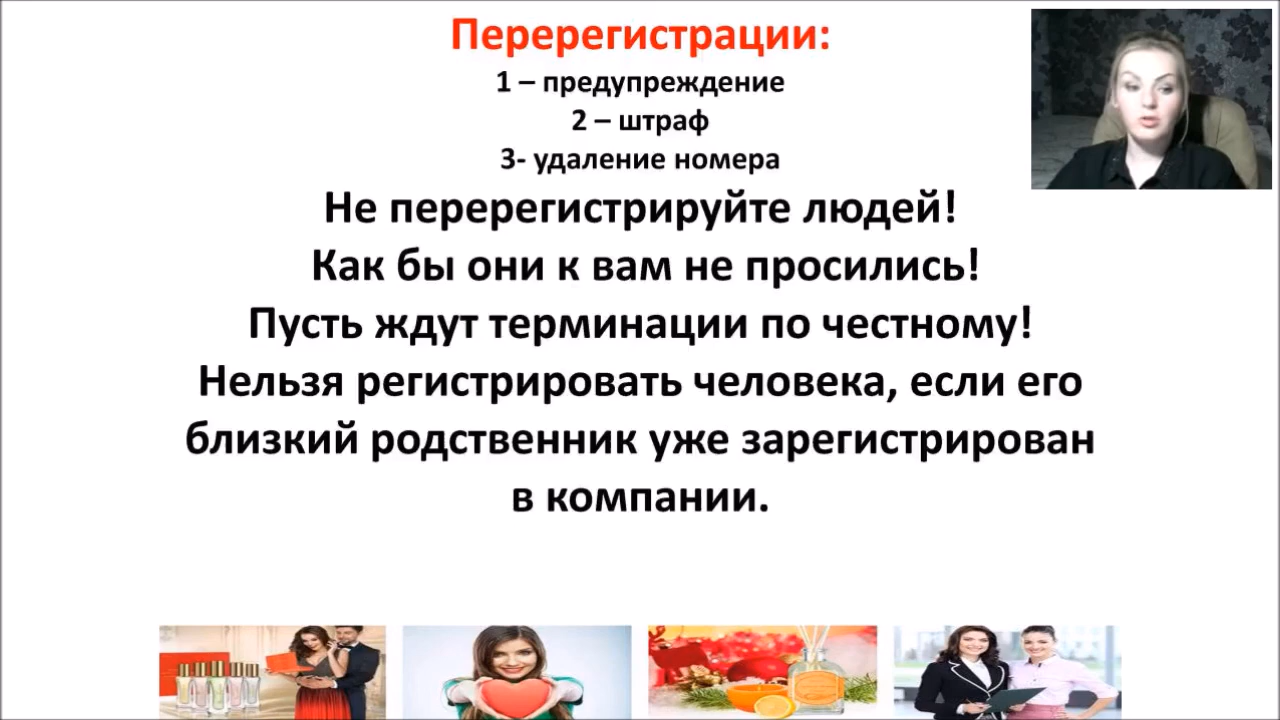 Перерегистрации:
1 – предупреждение
2 – штраф
3- удаление номера
Не перерегистрируйте людей!
Как бы они к вам не просились!
Пусть ждут терминации по честному!
Нельзя регистрировать человека, если его
близкий родственник уже зарегистрирован
в компании.